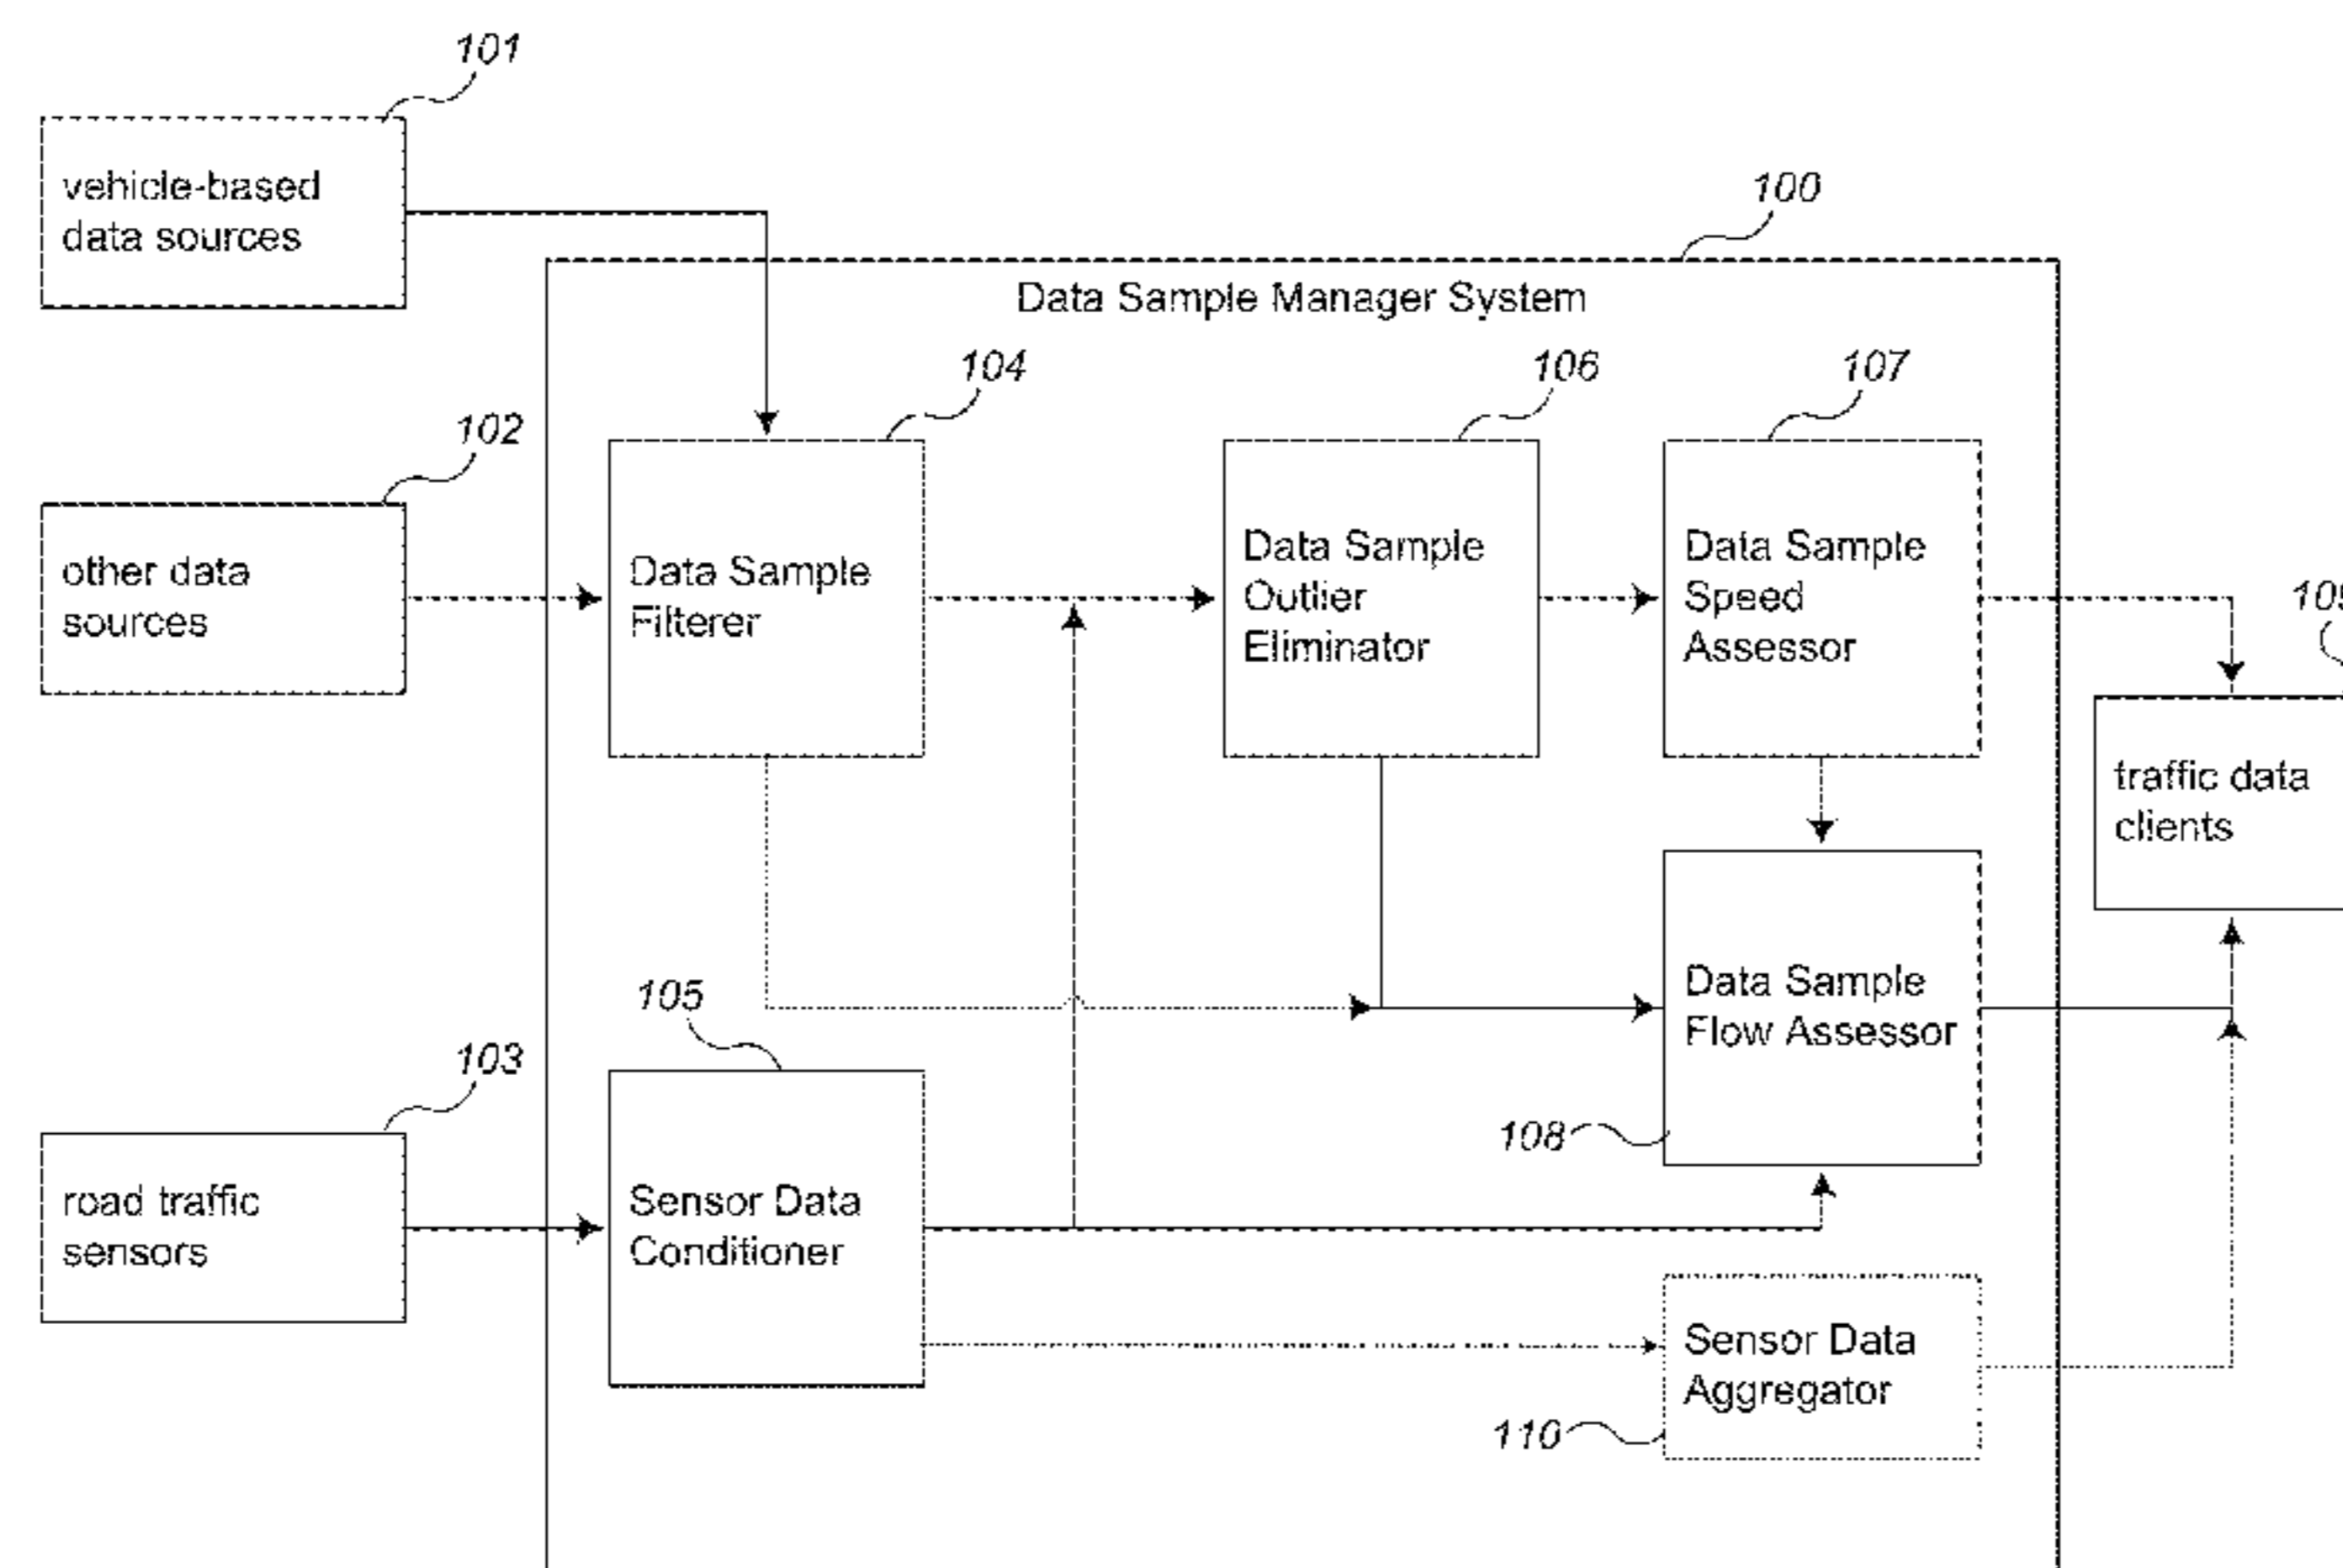 101
vehicle-based
data sources
100
Data Sample Manager System
104
106
107
102
other data
sources
Data Sample
Filterer
Data Sample
Outlier
Eliminator
Data Sample
Speed
Assessor
traffic data
clients
105
103
road traffic
sensors
Sensor Data
Conditioner
Data Sample
Flow Assessor
108
Sensor Data
Aggregator
110